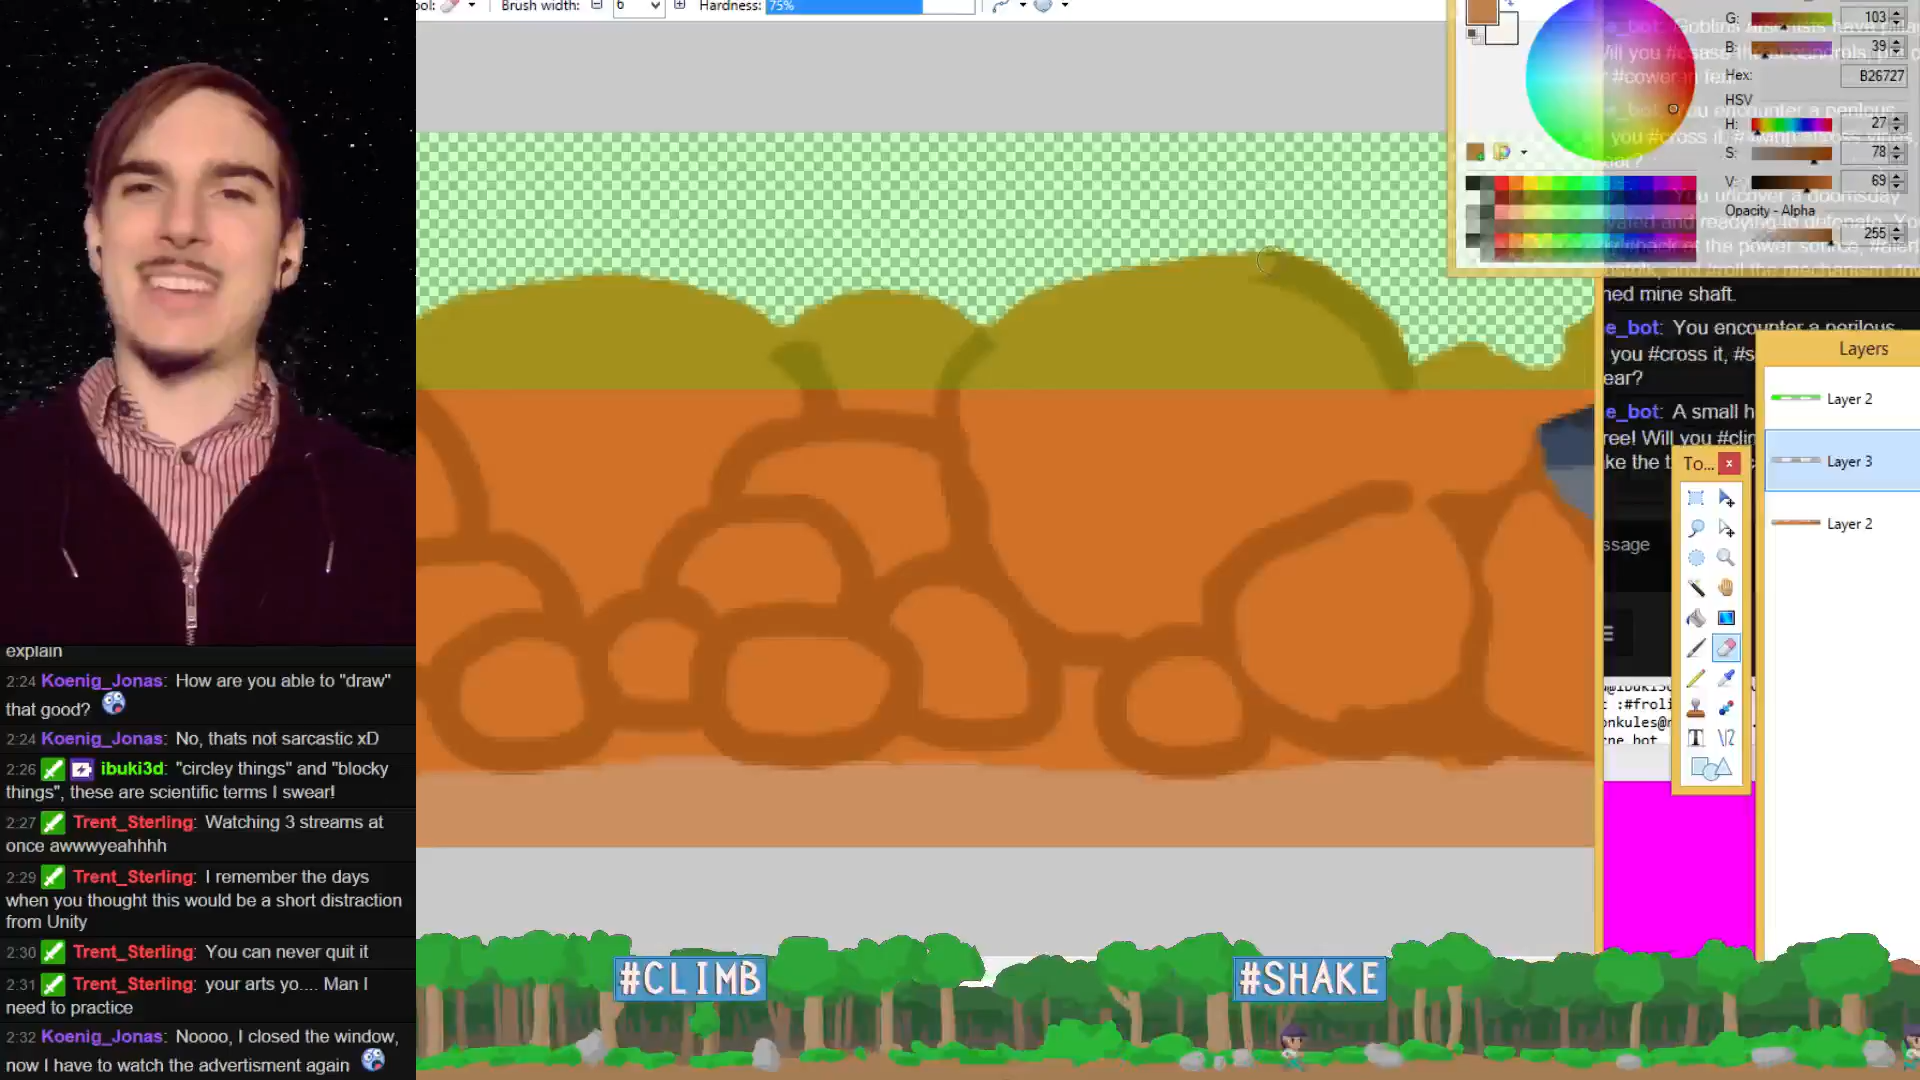 ool:
Brush width:
6
Hardness:
75%
G:
103
B:
39
Hex:
B26727
HSV
H:
27
S:
78
V:
69
Opacity - Alpha
255
ned mine shaft.
e_bot: You encounter a perilous
you #cross it, #s
ear?
e_bot: A small h
ree! Will you #clin
ke the t
Layers
Layer 2
Layer 3
Layer 2
To...
ssage
explain
2:24 Koenig_Jonas: How are you able to "draw"
that good?
2:24 Koenig_Jonas: No, thats not sarcastic xD
2:26 ibuki3d: "circley things" and "blocky
things", these are scientific terms I swear!
2:27 Trent_Sterling: Watching 3 streams at
once awwwyeahhhh
2:29 Trent_Sterling: I remember the days
when you thought this would be a short distraction
from Unity
2:30 Trent_Sterling: You can never quit it
2:31 Trent_Sterling: your arts yo.... Man I
need to practice
2:32 Koenig_Jonas: Noooo, I closed the window,
now I have to watch the advertisment again
#CLIMB
#SHAKE